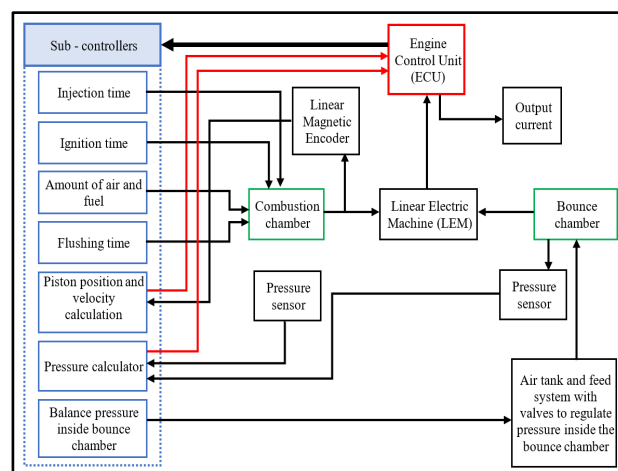 Sub - controllers
Injection time
Ignition time
Amount of air and
fuel
Flushing time
Piston position and
velocity calculation
Pressure calculator
Balance pressure
inside bounce
chamber
Linear
Magnetic
Encoder
Combustion
chamber
Pressure
sensor
Engine
Control Unit
(ECU)
Output
current
Linear Electric
Machine (LEM)
Bounce
chamber
Pressure
sensor
Air tank and feed
system with
valves to regulate
pressure inside the
bounce chamber